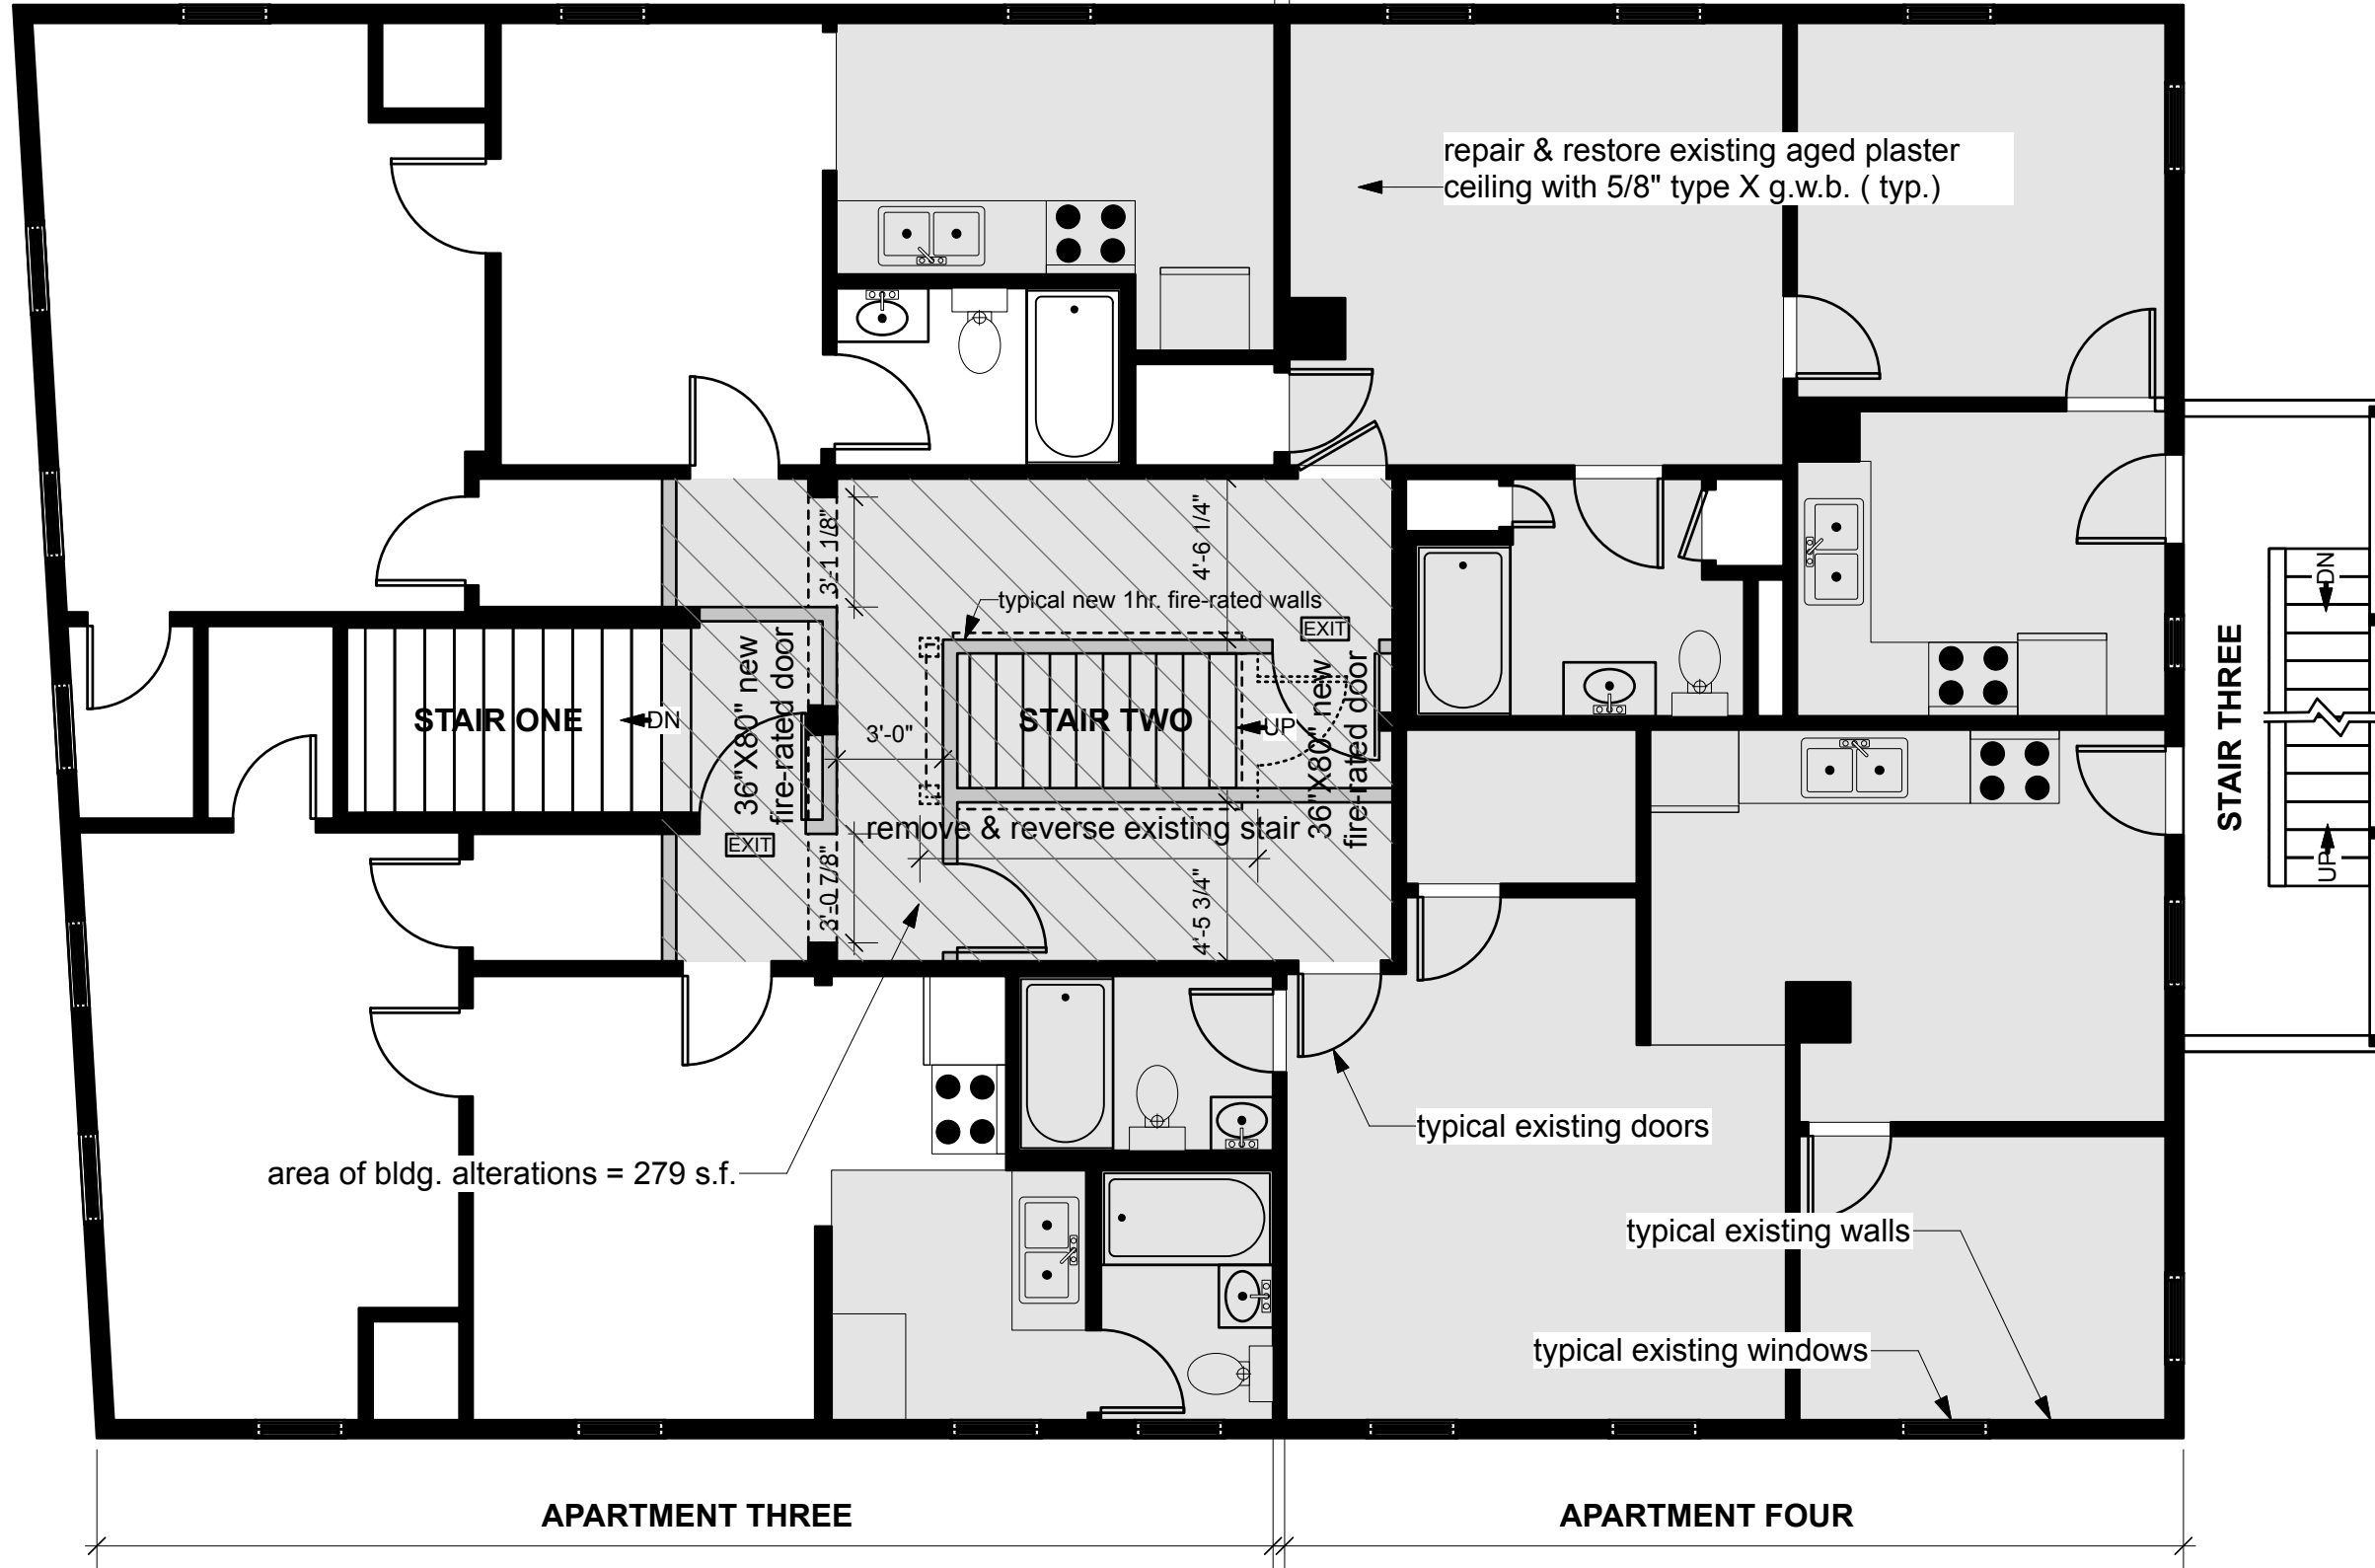 repair & restore existing aged plaster
ceiling with 5/8" type X g.w.b. ( typ.)
3'-1 1/8"
4'-6 1/4"
typical new 1hr. fire-rated walls
EXIT
STAIR ONE
DN
36"X80" new
fire-rated door
3'-0"
STAIR TWO
UP
36"X80" new
fire-rated door
remove & reverse existing stair
EXIT
3'-0 7/8"
4'-5 3/4"
STAIR THREE
DN
UP
typical existing doors
area of bldg. alterations = 279 s.f.
typical existing walls
typical existing windows
APARTMENT THREE
APARTMENT FOUR